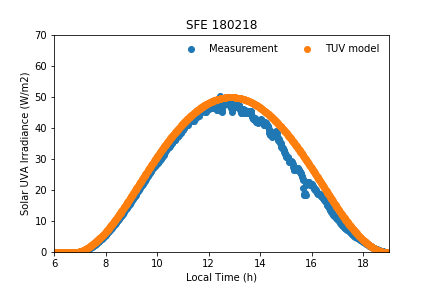 SFE 180218
Measurement TUV model
Solar UVA Irradiance (W/m2)
70
60
50
40
30
20
10
0
6 8 10 12 14 16 18
Local Time (h)